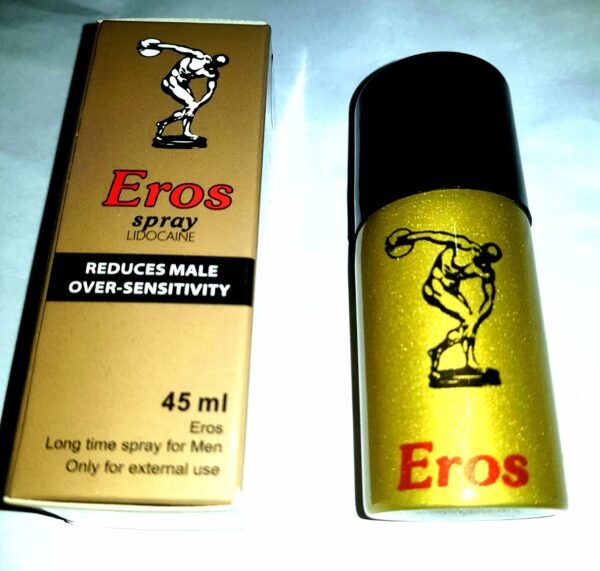 Eros
spray
LIDOCAINE
REDUCES MALE
OVER-SENSITIVITY
45 ml
Eros
Long time spray for Men
Only for external use
Eros